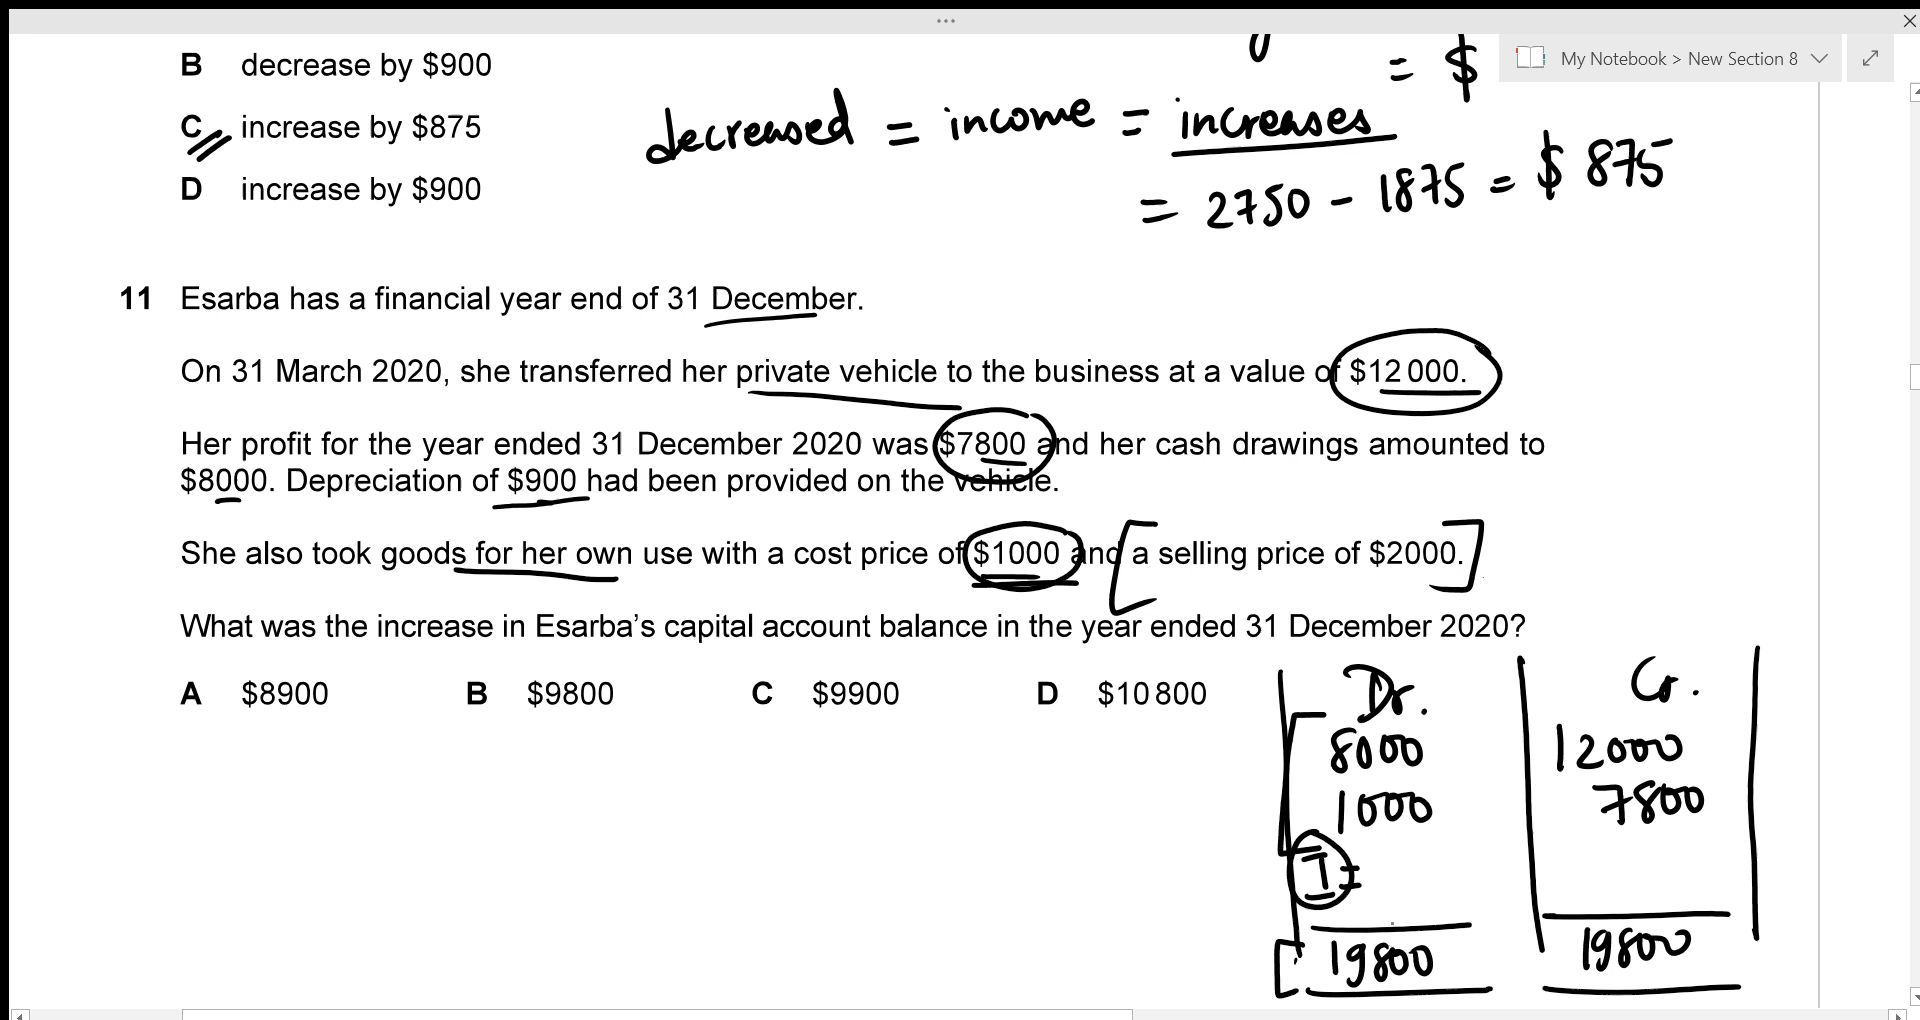 My Notebook > New Section 8
B decrease by $900
= $
C increase by $875
decreased = income = increases
D increase by $900
= 2750 - 1875 = $ 875
11 Esarba has a financial year end of 31 December.
On 31 March 2020, she transferred her private vehicle to the business at a value of $12 000.
Her profit for the year ended 31 December 2020 was $7800 and her cash drawings amounted to
$8000. Depreciation of $900 had been provided on the vehicle.
She also took goods for her own use with a cost price of $1000 and [a selling price of $2000.]
What was the increase in Esarba's capital account balance in the year ended 31 December 2020?
A $8900 B $9800 C $9900 D $10 800
Dr. Cr.
8000 12000
1000 7800
I =
19800 19800